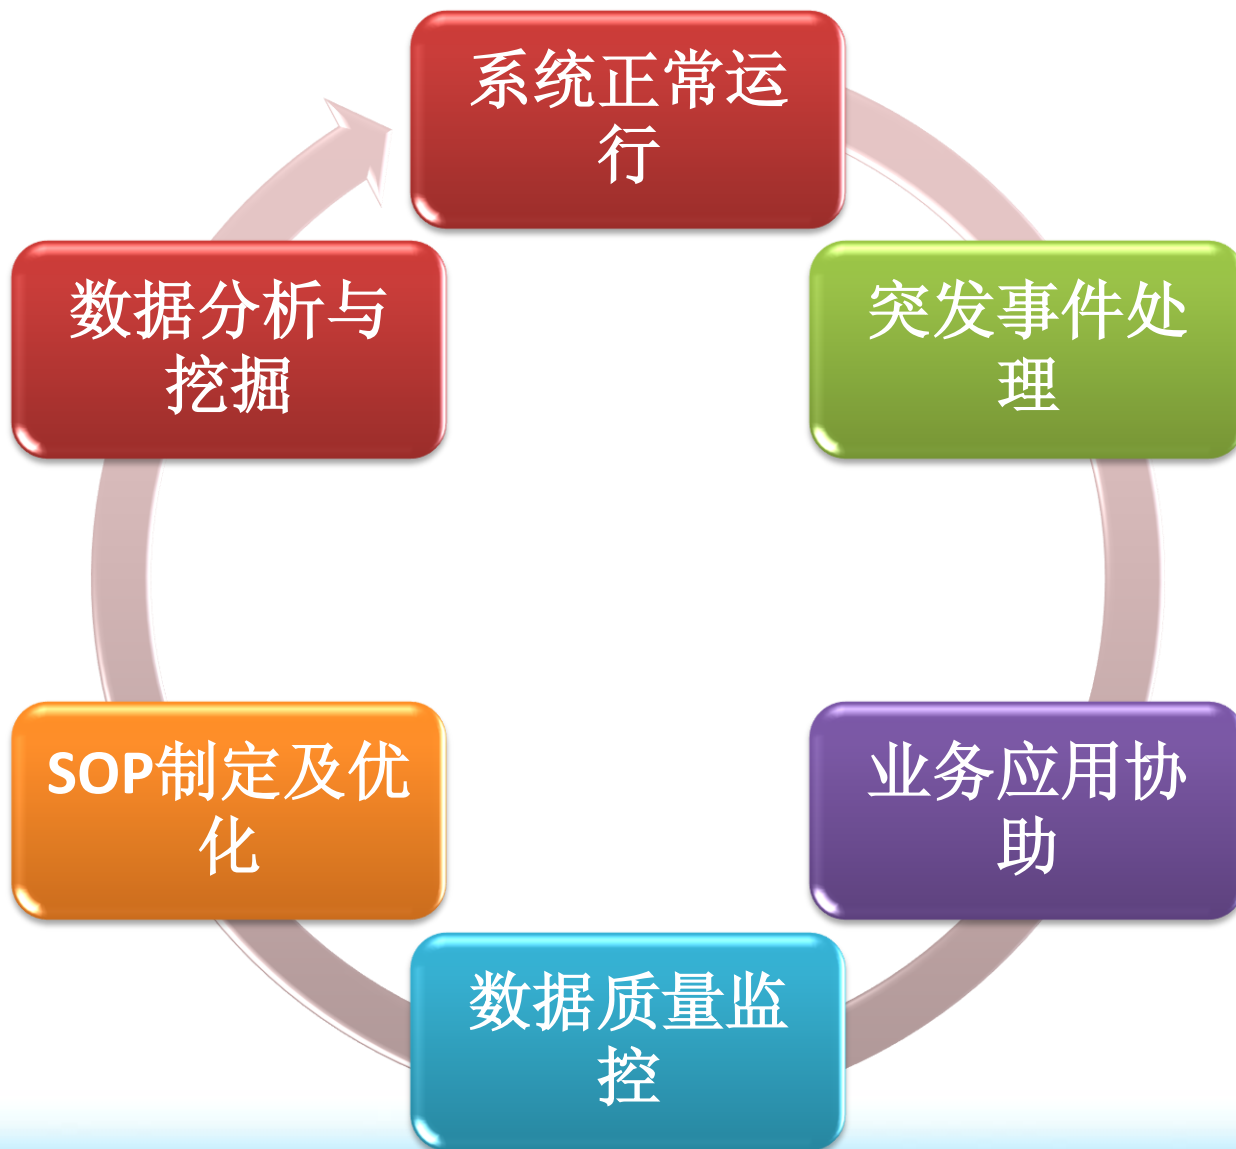 系统正常运
行
突发事件处
理
业务应用协
助
数据质量监
控
SOP制定及优
化
数据分析与
挖掘